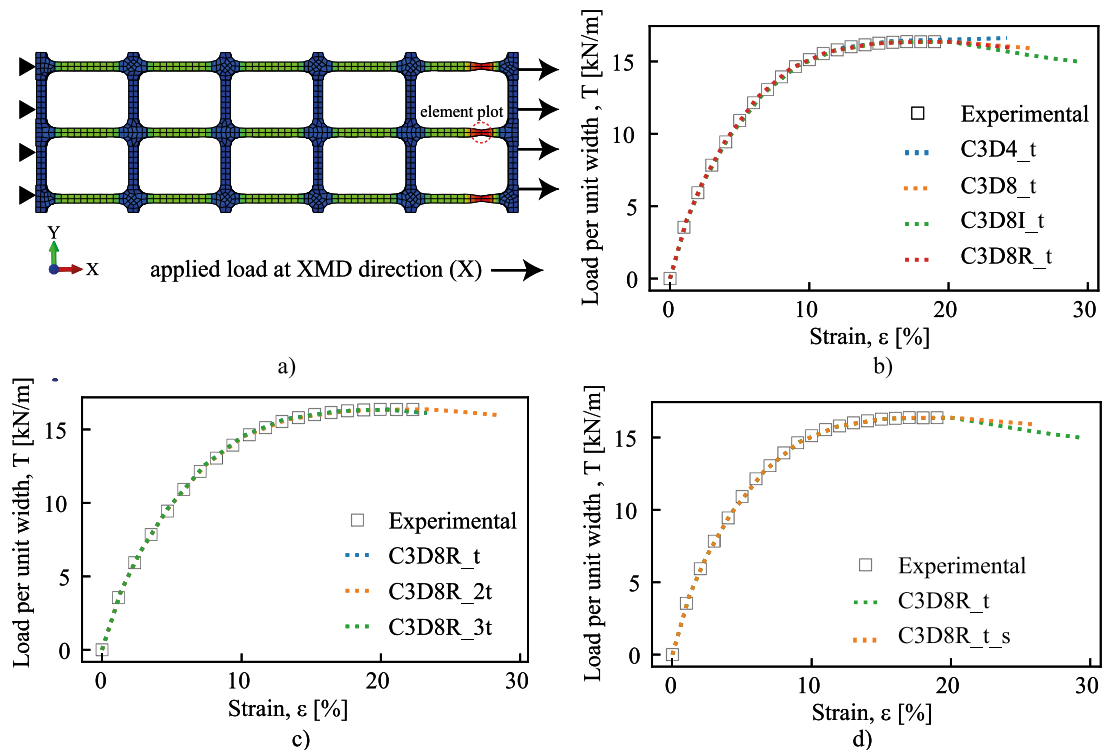 a)
b)
element plot
Y
X
applied load at XMD direction (X)
a)
Load per unit width , T [kN/m]
15
10
5
0
Experimental
C3D4_t
C3D8_t
C3D8I_t
C3D8R_t
0
10
20
30
Strain, ε [%]
b)
Load per unit width, T [kN/m]
15
10
5
0
Experimental
C3D8R_t
C3D8R_2t
C3D8R_3t
0
10
20
30
Strain, ε [%]
c)
Load per unit width , T [kN/m]
15
10
5
0
Experimental
C3D8R_t
C3D8R_t_s
0
10
20
30
Strain, ε [%]
d)